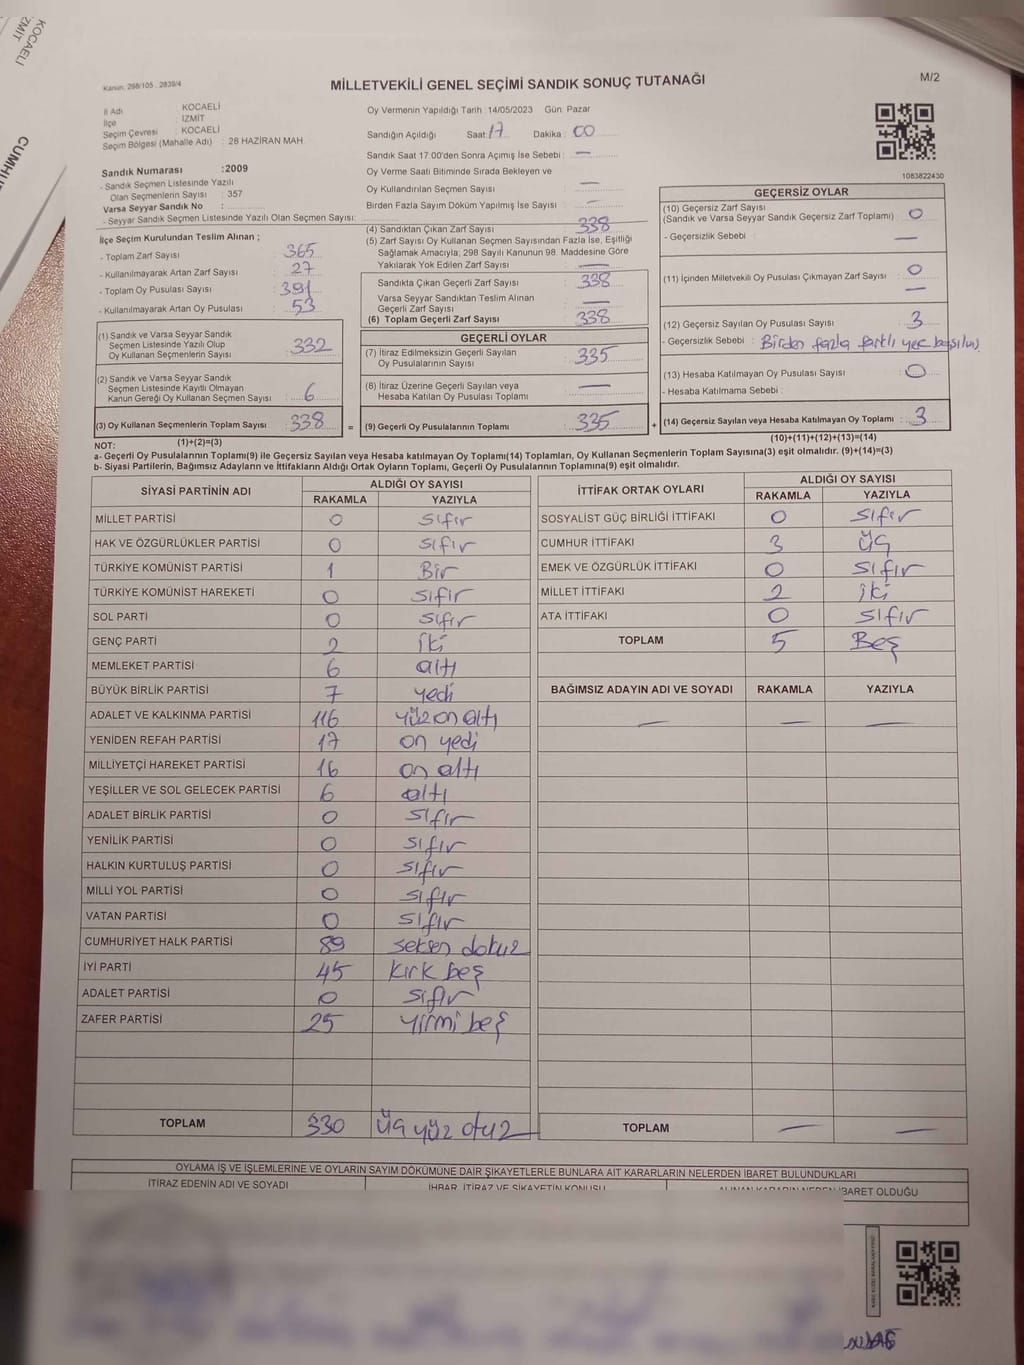 KOCAELİ
İZMİT
CUMHU
Kanun, 298/105 , 2839/4
MİLLETVEKİLİ GENEL SEÇİMİ SANDIK SONUÇ TUTANAĞI
M/2
İl Adı : KOCAELİ
İlçe : İZMİT
Seçim Çevresi : KOCAELİ
Seçim Bölgesi (Mahalle Adı) : 28 HAZİRAN MAH.
Sandık Numarası :2009
- Sandık Seçmen Listesinde Yazılı
Olan Seçmenlerin Sayısı : 357
Varsa Seyyar Sandık No :
- Seyyar Sandık Seçmen Listesinde Yazılı Olan Seçmen Sayısı:
İlçe Seçim Kurulundan Teslim Alınan ;
- Toplam Zarf Sayısı : 365
- Kullanılmayarak Artan Zarf Sayısı : 27
- Toplam Oy Pusulası Sayısı : 391
- Kullanılmayarak Artan Oy Pusulası : 53
(1) Sandık ve Varsa Seyyar Sandık
Seçmen Listesinde Yazılı Olup
Oy Kullanan Seçmenlerin Sayısı : 332
(2) Sandık ve Varsa Seyyar Sandık
Seçmen Listesinde Kayıtlı Olmayan
Kanun Gereği Oy Kullanan Seçmen Sayısı : 6
(3) Oy Kullanan Seçmenlerin Toplam Sayısı : 338
Oy Vermenin Yapıldığı Tarih :14/05/2023 Gün: Pazar
Sandığın Açıldığı Saat: 17 Dakika : 00
Sandık Saat 17:00'den Sonra Açımış İse Sebebi : —
Oy Verme Saati Bitiminde Sırada Bekleyen ve
Oy Kullandırılan Seçmen Sayısı : —
Birden Fazla Sayım Döküm Yapılmış İse Sayısı : —
(4) Sandıktan Çıkan Zarf Sayısı : 338
(5) Zarf Sayısı Oy Kullanan Seçmen Sayısından Fazla İse, Eşitliği
Sağlamak Amacıyla, 298 Sayılı Kanunun 98. Maddesine Göre
Yakılarak Yok Edilen Zarf Sayısı : —
Sandıkta Çıkan Geçerli Zarf Sayısı : 338
Varsa Seyyar Sandıktan Teslim Alınan
Geçerli Zarf Sayısı : —
(6) Toplam Geçerli Zarf Sayısı : 338
GEÇERLİ OYLAR
(7) İtiraz Edilmeksizin Geçerli Sayılan
Oy Pusulalarının Sayısı : 335
(8) İtiraz Üzerine Geçerli Sayılan veya
Hesaba Katılan Oy Pusulası Toplamı : —
= (9) Geçerli Oy Pusulalarının Toplamı : 335 +
1083822430
GEÇERSİZ OYLAR
(10) Geçersiz Zarf Sayısı
(Sandık ve Varsa Seyyar Sandık Geçersiz Zarf Toplamı) : 0
- Geçersizlik Sebebi : —
(11) İçinden Milletvekili Oy Pusulası Çıkmayan Zarf Sayısı : 0
—
(12) Geçersiz Sayılan Oy Pusulası Sayısı : 3
- Geçersizlik Sebebi : Birden fazla partlı yer basılmış
(13) Hesaba Katılmayan Oy Pusulası Sayısı : 0
- Hesaba Katılmama Sebebi :
(14) Geçersiz Sayılan veya Hesaba Katılmayan Oy Toplamı : 3
NOT: (1)+(2)=(3)
(10)+(11)+(12)+(13)=(14)
a- Geçerli Oy Pusulalarının Toplamı(9) ile Geçersiz Sayılan veya Hesaba katılmayan Oy Toplamı(14) Toplamları, Oy Kullanan Seçmenlerin Toplam Sayısına(3) eşit olmalıdır. (9)+(14)=(3)
b- Siyasi Partilerin, Bağımsız Adayların ve İttifakların Aldığı Ortak Oyların Toplamı, Geçerli Oy Pusulalarının Toplamına(9) eşit olmalıdır.
SİYASİ PARTİNİN ADI ALDIĞI OY SAYISI
RAKAMLA YAZIYLA
MİLLET PARTİSİ 0 sıfır
HAK VE ÖZGÜRLÜKLER PARTİSİ 0 sıfır
TÜRKİYE KOMÜNİST PARTİSİ 1 Bir
TÜRKİYE KOMÜNİST HAREKETİ 0 sıfır
SOL PARTİ 0 sıfır
GENÇ PARTİ 2 iki
MEMLEKET PARTİSİ 6 altı
BÜYÜK BİRLİK PARTİSİ 7 yedi
ADALET VE KALKINMA PARTİSİ 116 yüz on altı
YENİDEN REFAH PARTİSİ 17 on yedi
MİLLİYETÇİ HAREKET PARTİSİ 16 on altı
YEŞİLLER VE SOL GELECEK PARTİSİ 6 altı
ADALET BİRLİK PARTİSİ 0 sıfır
YENİLİK PARTİSİ 0 sıfır
HALKIN KURTULUŞ PARTİSİ 0 sıfır
MİLLİ YOL PARTİSİ 0 sıfır
VATAN PARTİSİ 0 sıfır
CUMHURİYET HALK PARTİSİ 89 seksen dokuz
İYİ PARTİ 45 kırk beş
ADALET PARTİSİ 0 sıfır
ZAFER PARTİSİ 25 yirmi beş
TOPLAM 330 üç yüz otuz
İTTİFAK ORTAK OYLARI ALDIĞI OY SAYISI
RAKAMLA YAZIYLA
SOSYALİST GÜÇ BİRLİĞİ İTTİFAKI 0 sıfır
CUMHUR İTTİFAKI 3 üç
EMEK VE ÖZGÜRLÜK İTTİFAKI 0 sıfır
MİLLET İTTİFAKI 2 iki
ATA İTTİFAKI 0 sıfır
TOPLAM 5 Beş
BAĞIMSIZ ADAYIN ADI VE SOYADI RAKAMLA YAZIYLA
— — —
TOPLAM — —
OYLAMA İŞ VE İŞLEMLERİNE VE OYLARIN SAYIM DÖKÜMÜNE DAİR ŞİKAYETLERLE BUNLARA AİT KARARLARIN NELERDEN İBARET BULUNDUKLARI
İTİRAZ EDENİN ADI VE SOYADI
İHBAR, İTİRAZ VE ŞİKAYETİN KONUSU
ALINAN KARARIN NEDEN İBARET OLDUĞU